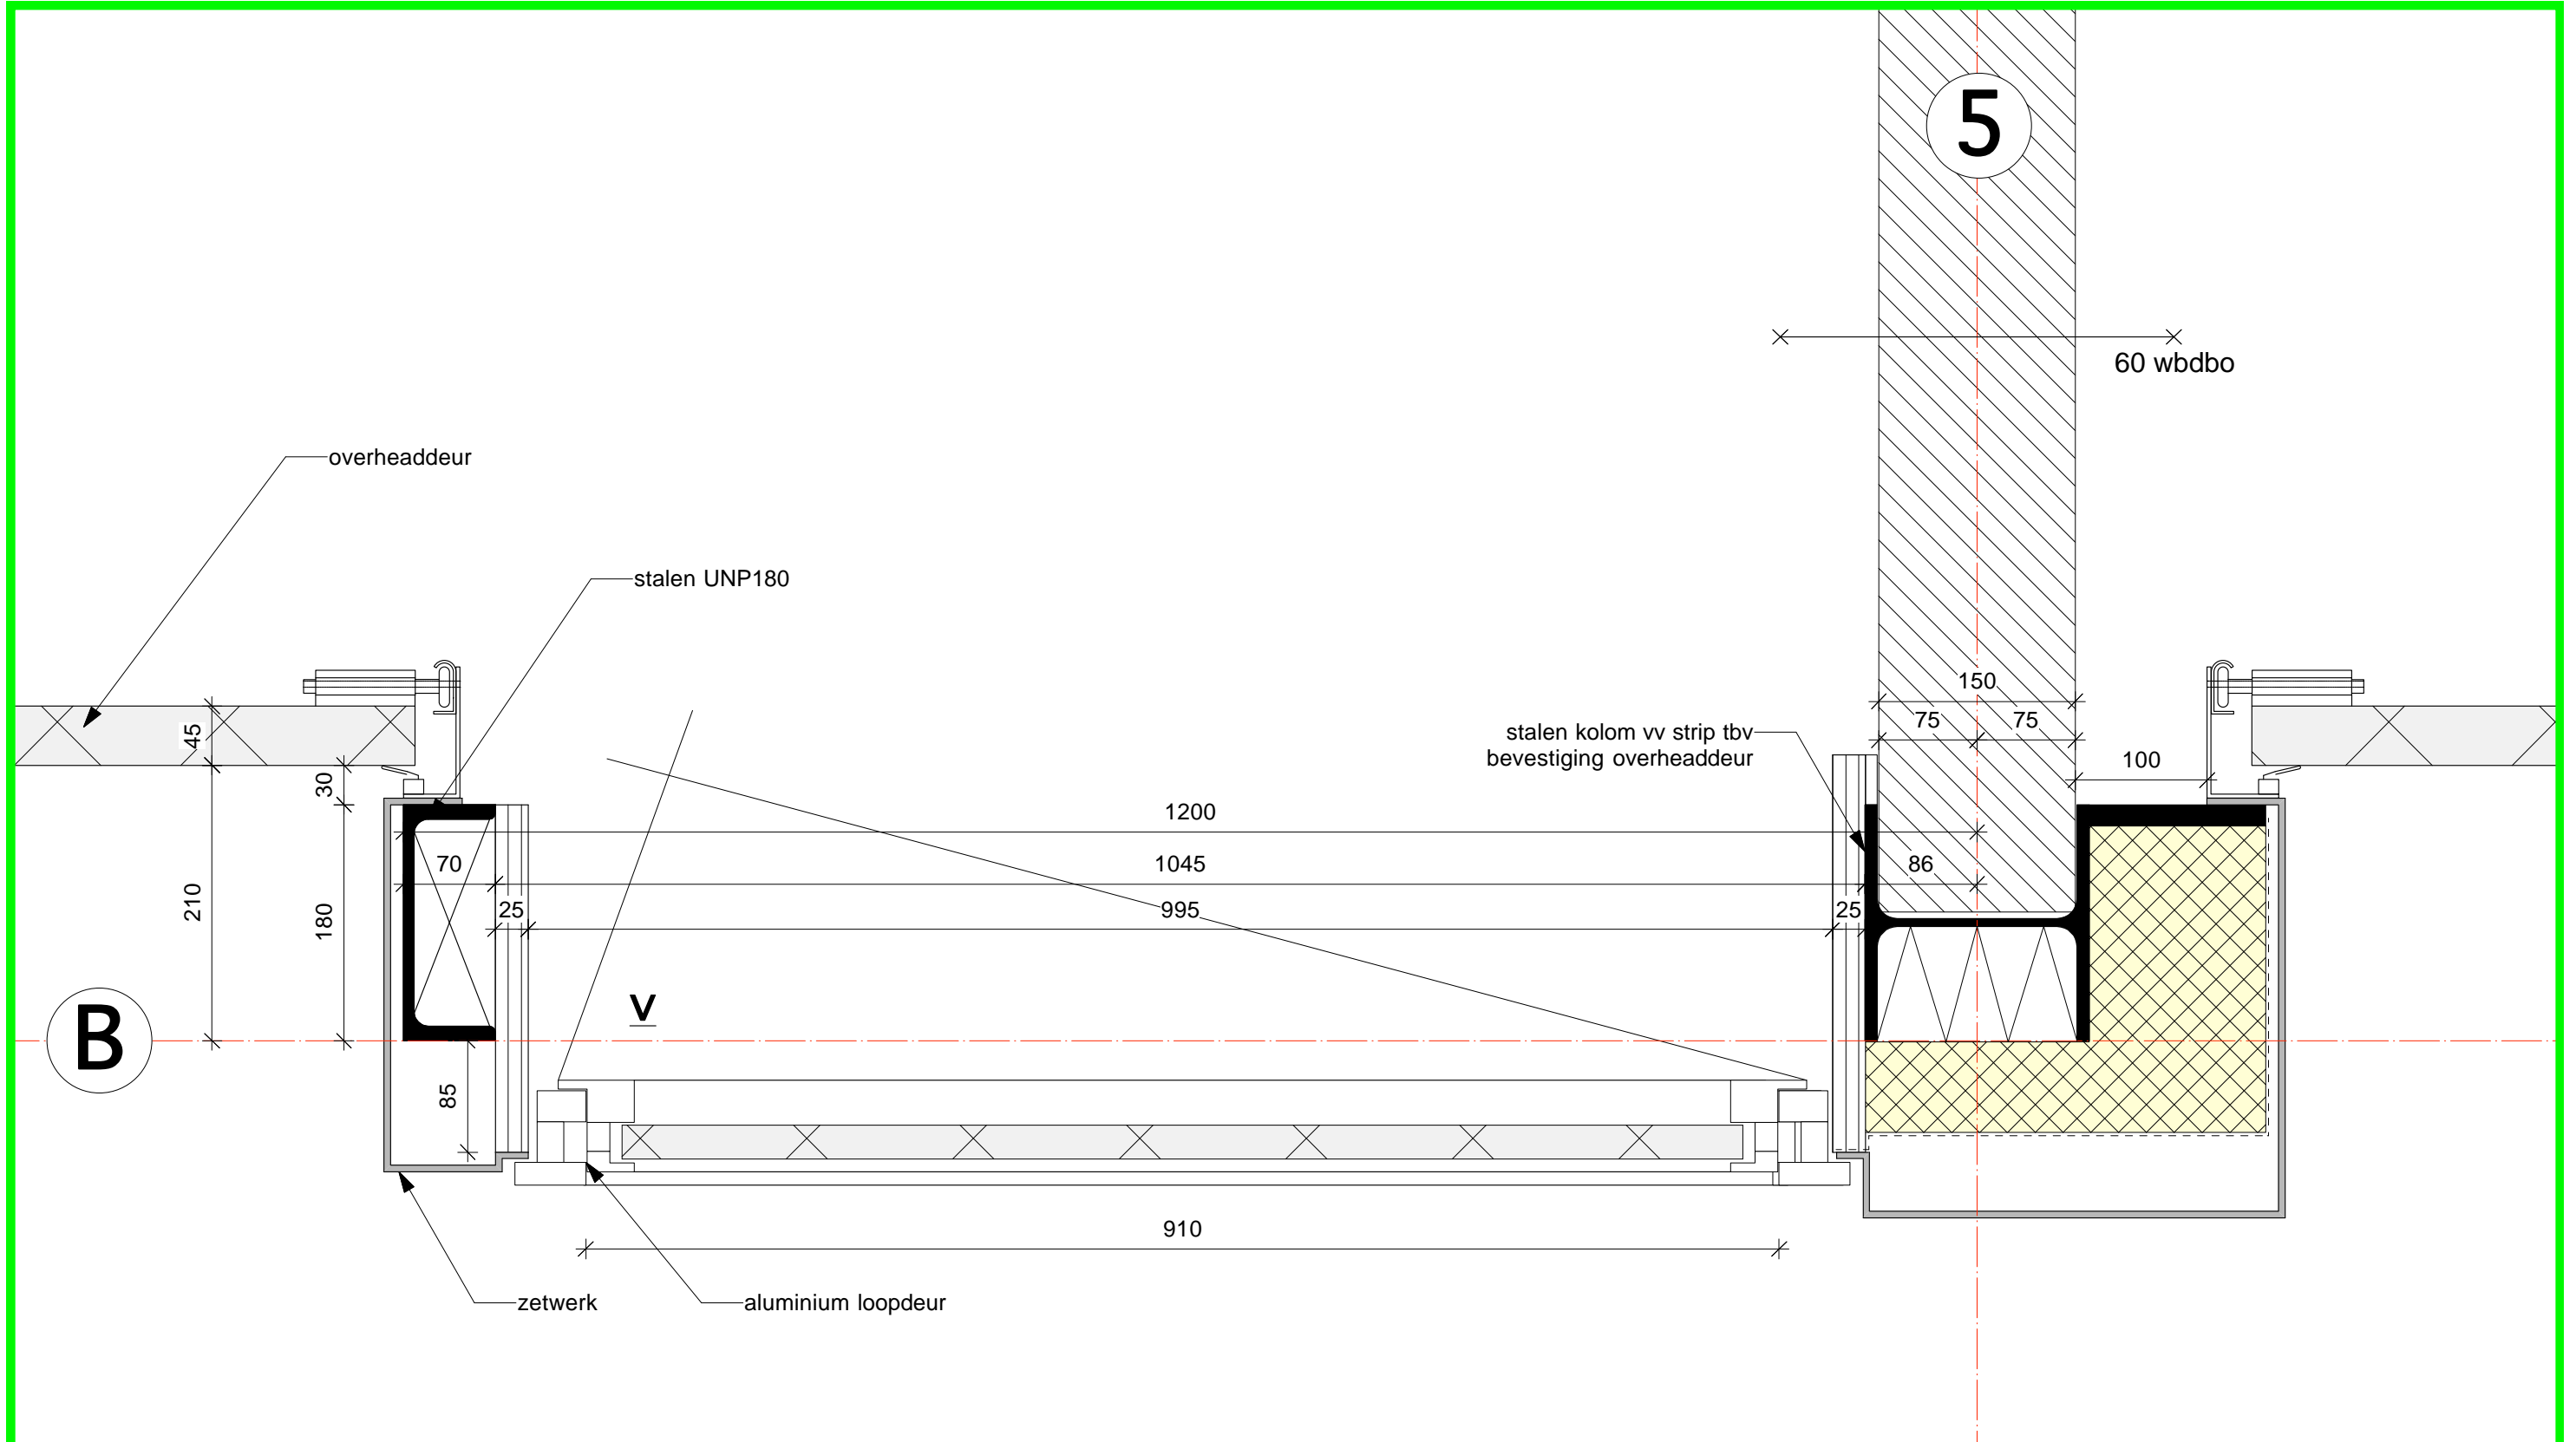 5
60 wbdbo
overheaddeur
stalen UNP180
150
75
75
stalen kolom vv strip tbv
bevestiging overheaddeur
45
100
30
1200
70
1045
86
210
180
25
995
25
V
B
85
910
zetwerk
aluminium loopdeur